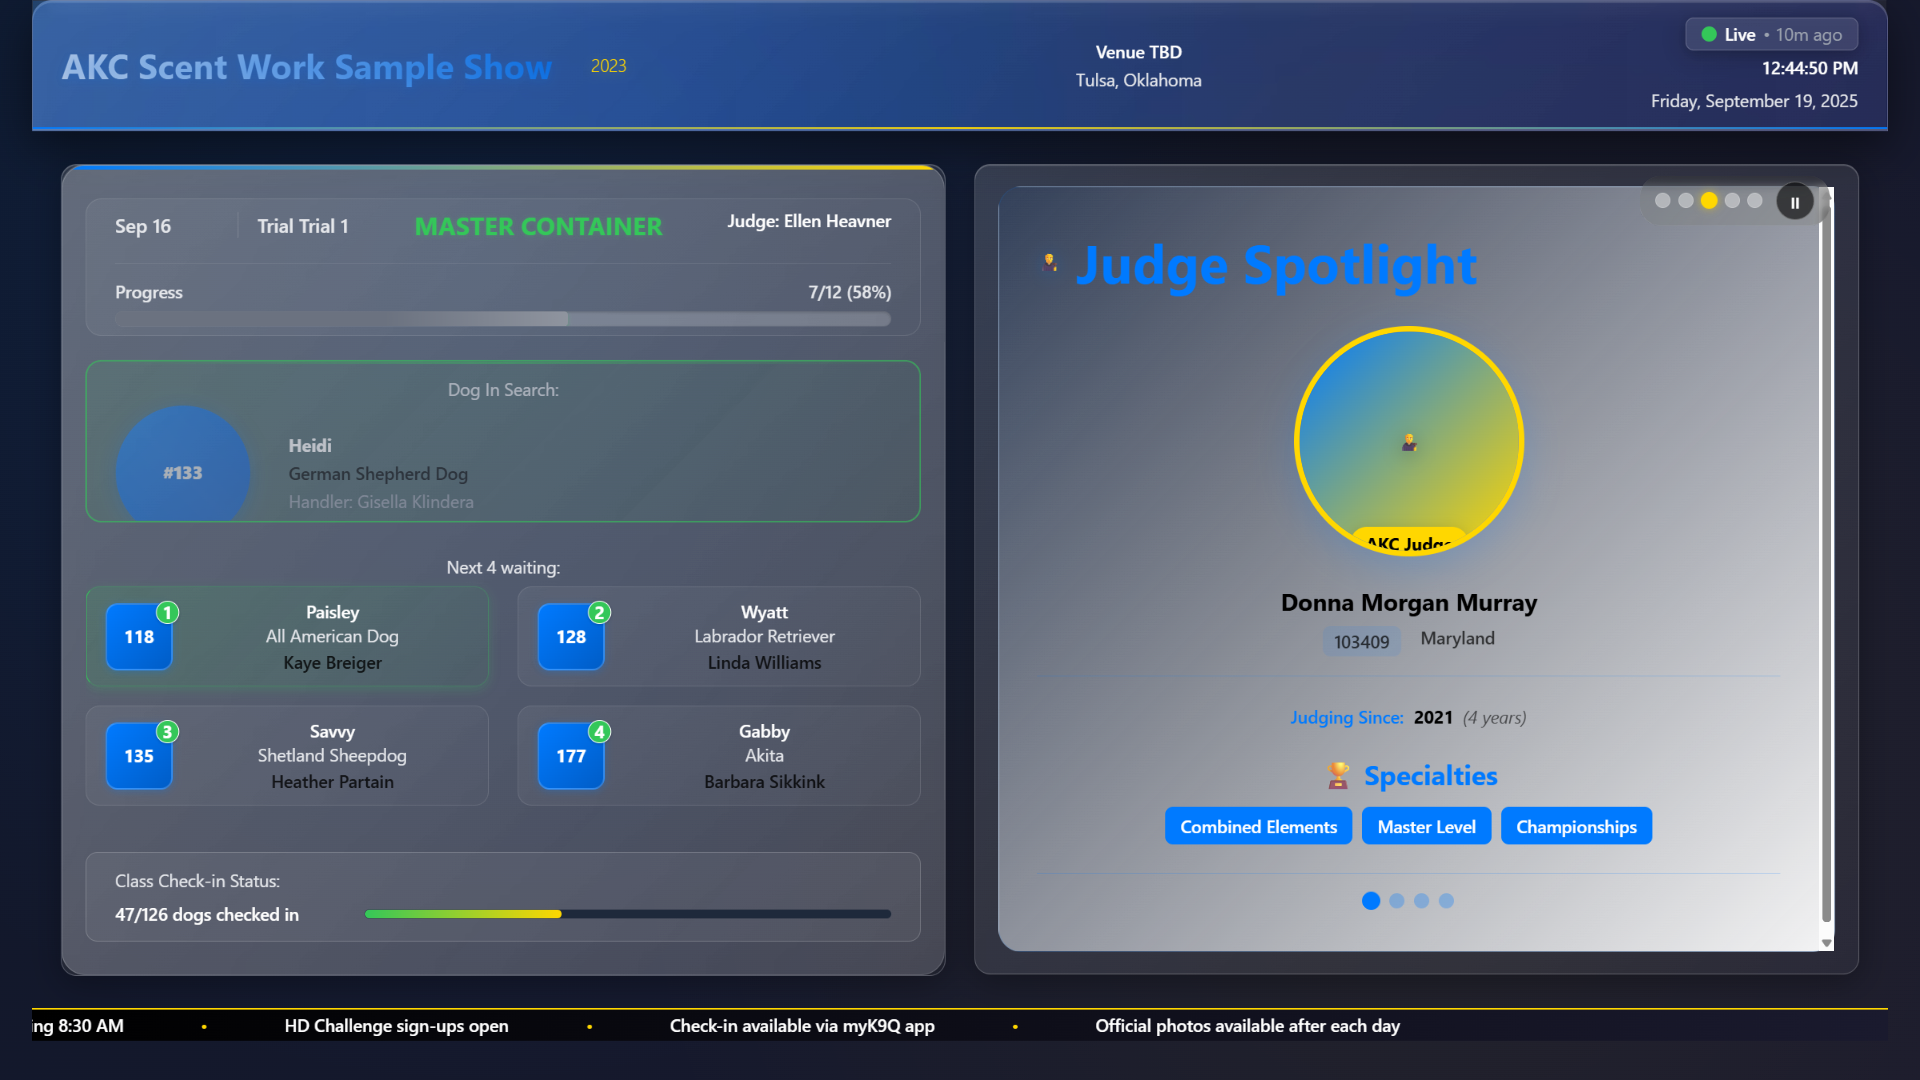 AKC Scent Work Sample Show
2023
Venue TBD
Tulsa, Oklahoma
Live • 10m ago
12:44:50 PM
Friday, September 19, 2025
Sep 16
Trial Trial 1
MASTER CONTAINER
Judge: Ellen Heavner
Progress
7/12 (58%)
Dog In Search:
#133
Heidi
German Shepherd Dog
Handler: Gisella Klindera
Next 4 waiting:
118
1
Paisley
All American Dog
Kaye Breiger
128
2
Wyatt
Labrador Retriever
Linda Williams
135
3
Savvy
Shetland Sheepdog
Heather Partain
177
4
Gabby
Akita
Barbara Sikkink
Class Check-in Status:
47/126 dogs checked in
Judge Spotlight
AKC Judge
Donna Morgan Murray
103409
Maryland
Judging Since: 2021 (4 years)
Specialties
Combined Elements
Master Level
Championships
ing 8:30 AM • HD Challenge sign-ups open • Check-in available via myK9Q app • Official photos available after each day